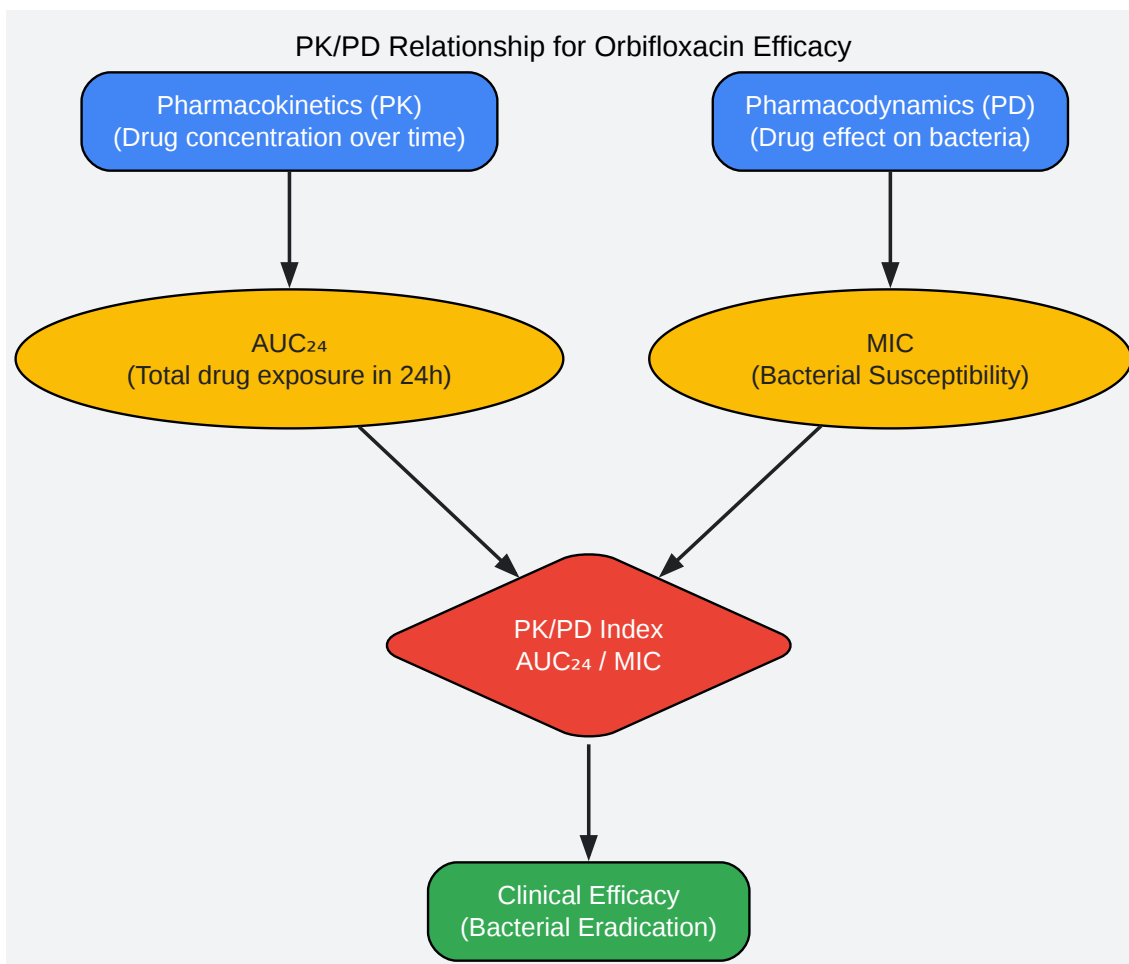 PK/PD Relationship for Orbifloxacin Efficacy
Pharmacokinetics (PK)
(Drug concentration over time)
Pharmacodynamics (PD)
(Drug effect on bacteria)
AUC₂₄
(Total drug exposure in 24h)
MIC
(Bacterial Susceptibility)
PK/PD Index
AUC₂₄ / MIC
Clinical Efficacy
(Bacterial Eradication)